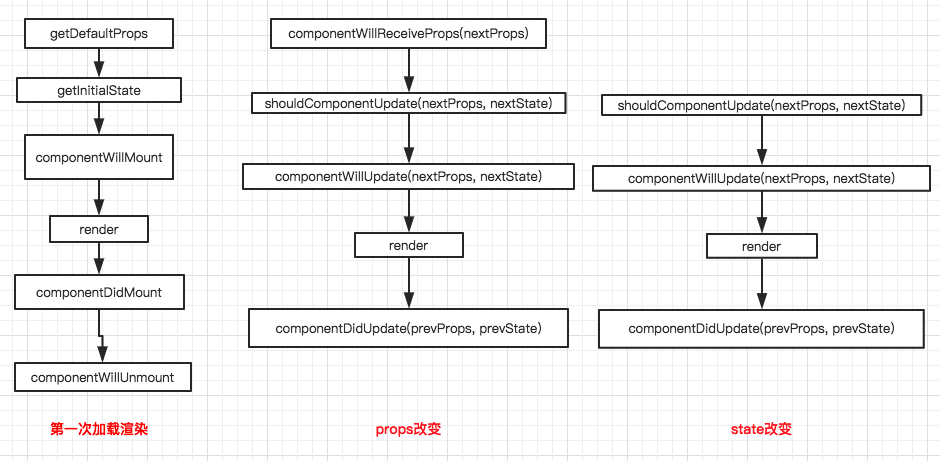 getDefaultProps
getInitialState
componentWillMount
render
componentDidMount
componentWillUnmount
第一次加载渲染
componentWillReceiveProps(nextProps)
shouldComponentUpdate(nextProps, nextState)
componentWillUpdate(nextProps, nextState)
render
componentDidUpdate(prevProps, prevState)
props改变
shouldComponentUpdate(nextProps, nextState)
componentWillUpdate(nextProps, nextState)
render
componentDidUpdate(prevProps, prevState)
state改变